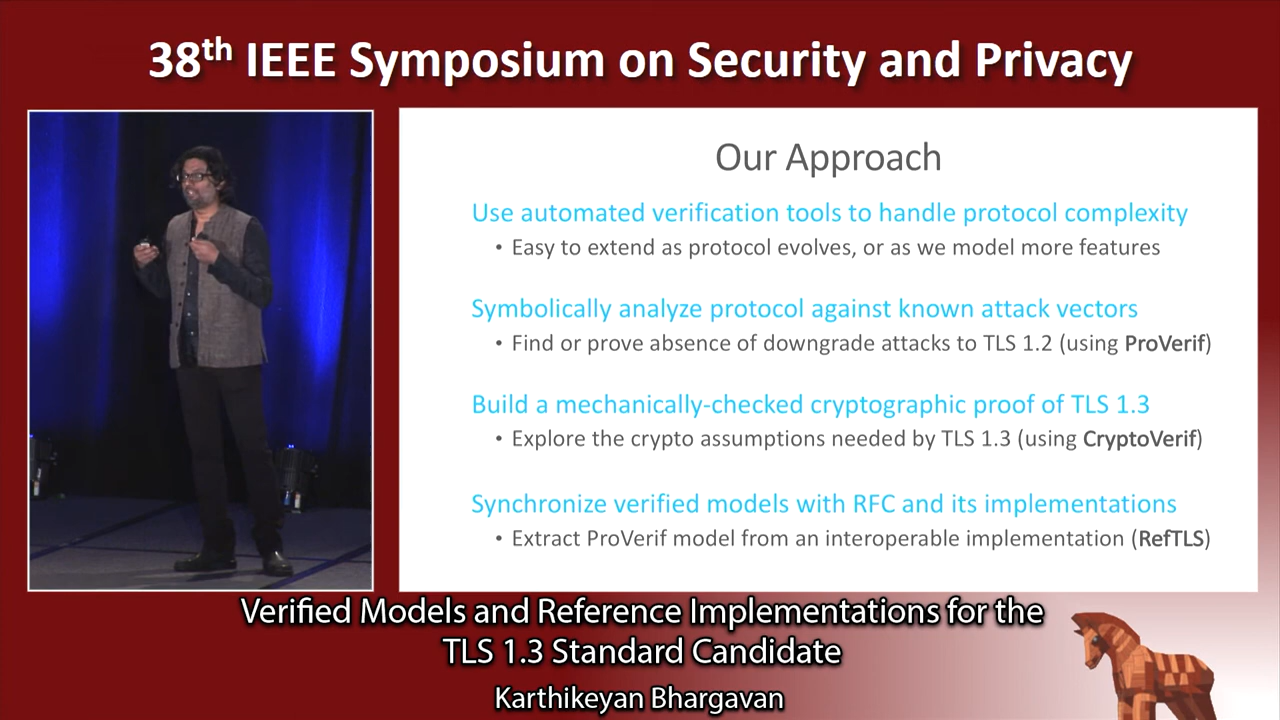 38th IEEE Symposium on Security and Privacy
Our Approach
Use automated verification tools to handle protocol complexity
• Easy to extend as protocol evolves, or as we model more features
Symbolically analyze protocol against known attack vectors
• Find or prove absence of downgrade attacks to TLS 1.2 (using ProVerif)
Build a mechanically-checked cryptographic proof of TLS 1.3
• Explore the crypto assumptions needed by TLS 1.3 (using CryptoVerif)
Synchronize verified models with RFC and its implementations
• Extract ProVerif model from an interoperable implementation (RefTLS)
Verified Models and Reference Implementations for the
TLS 1.3 Standard Candidate
Karthikeyan Bhargavan